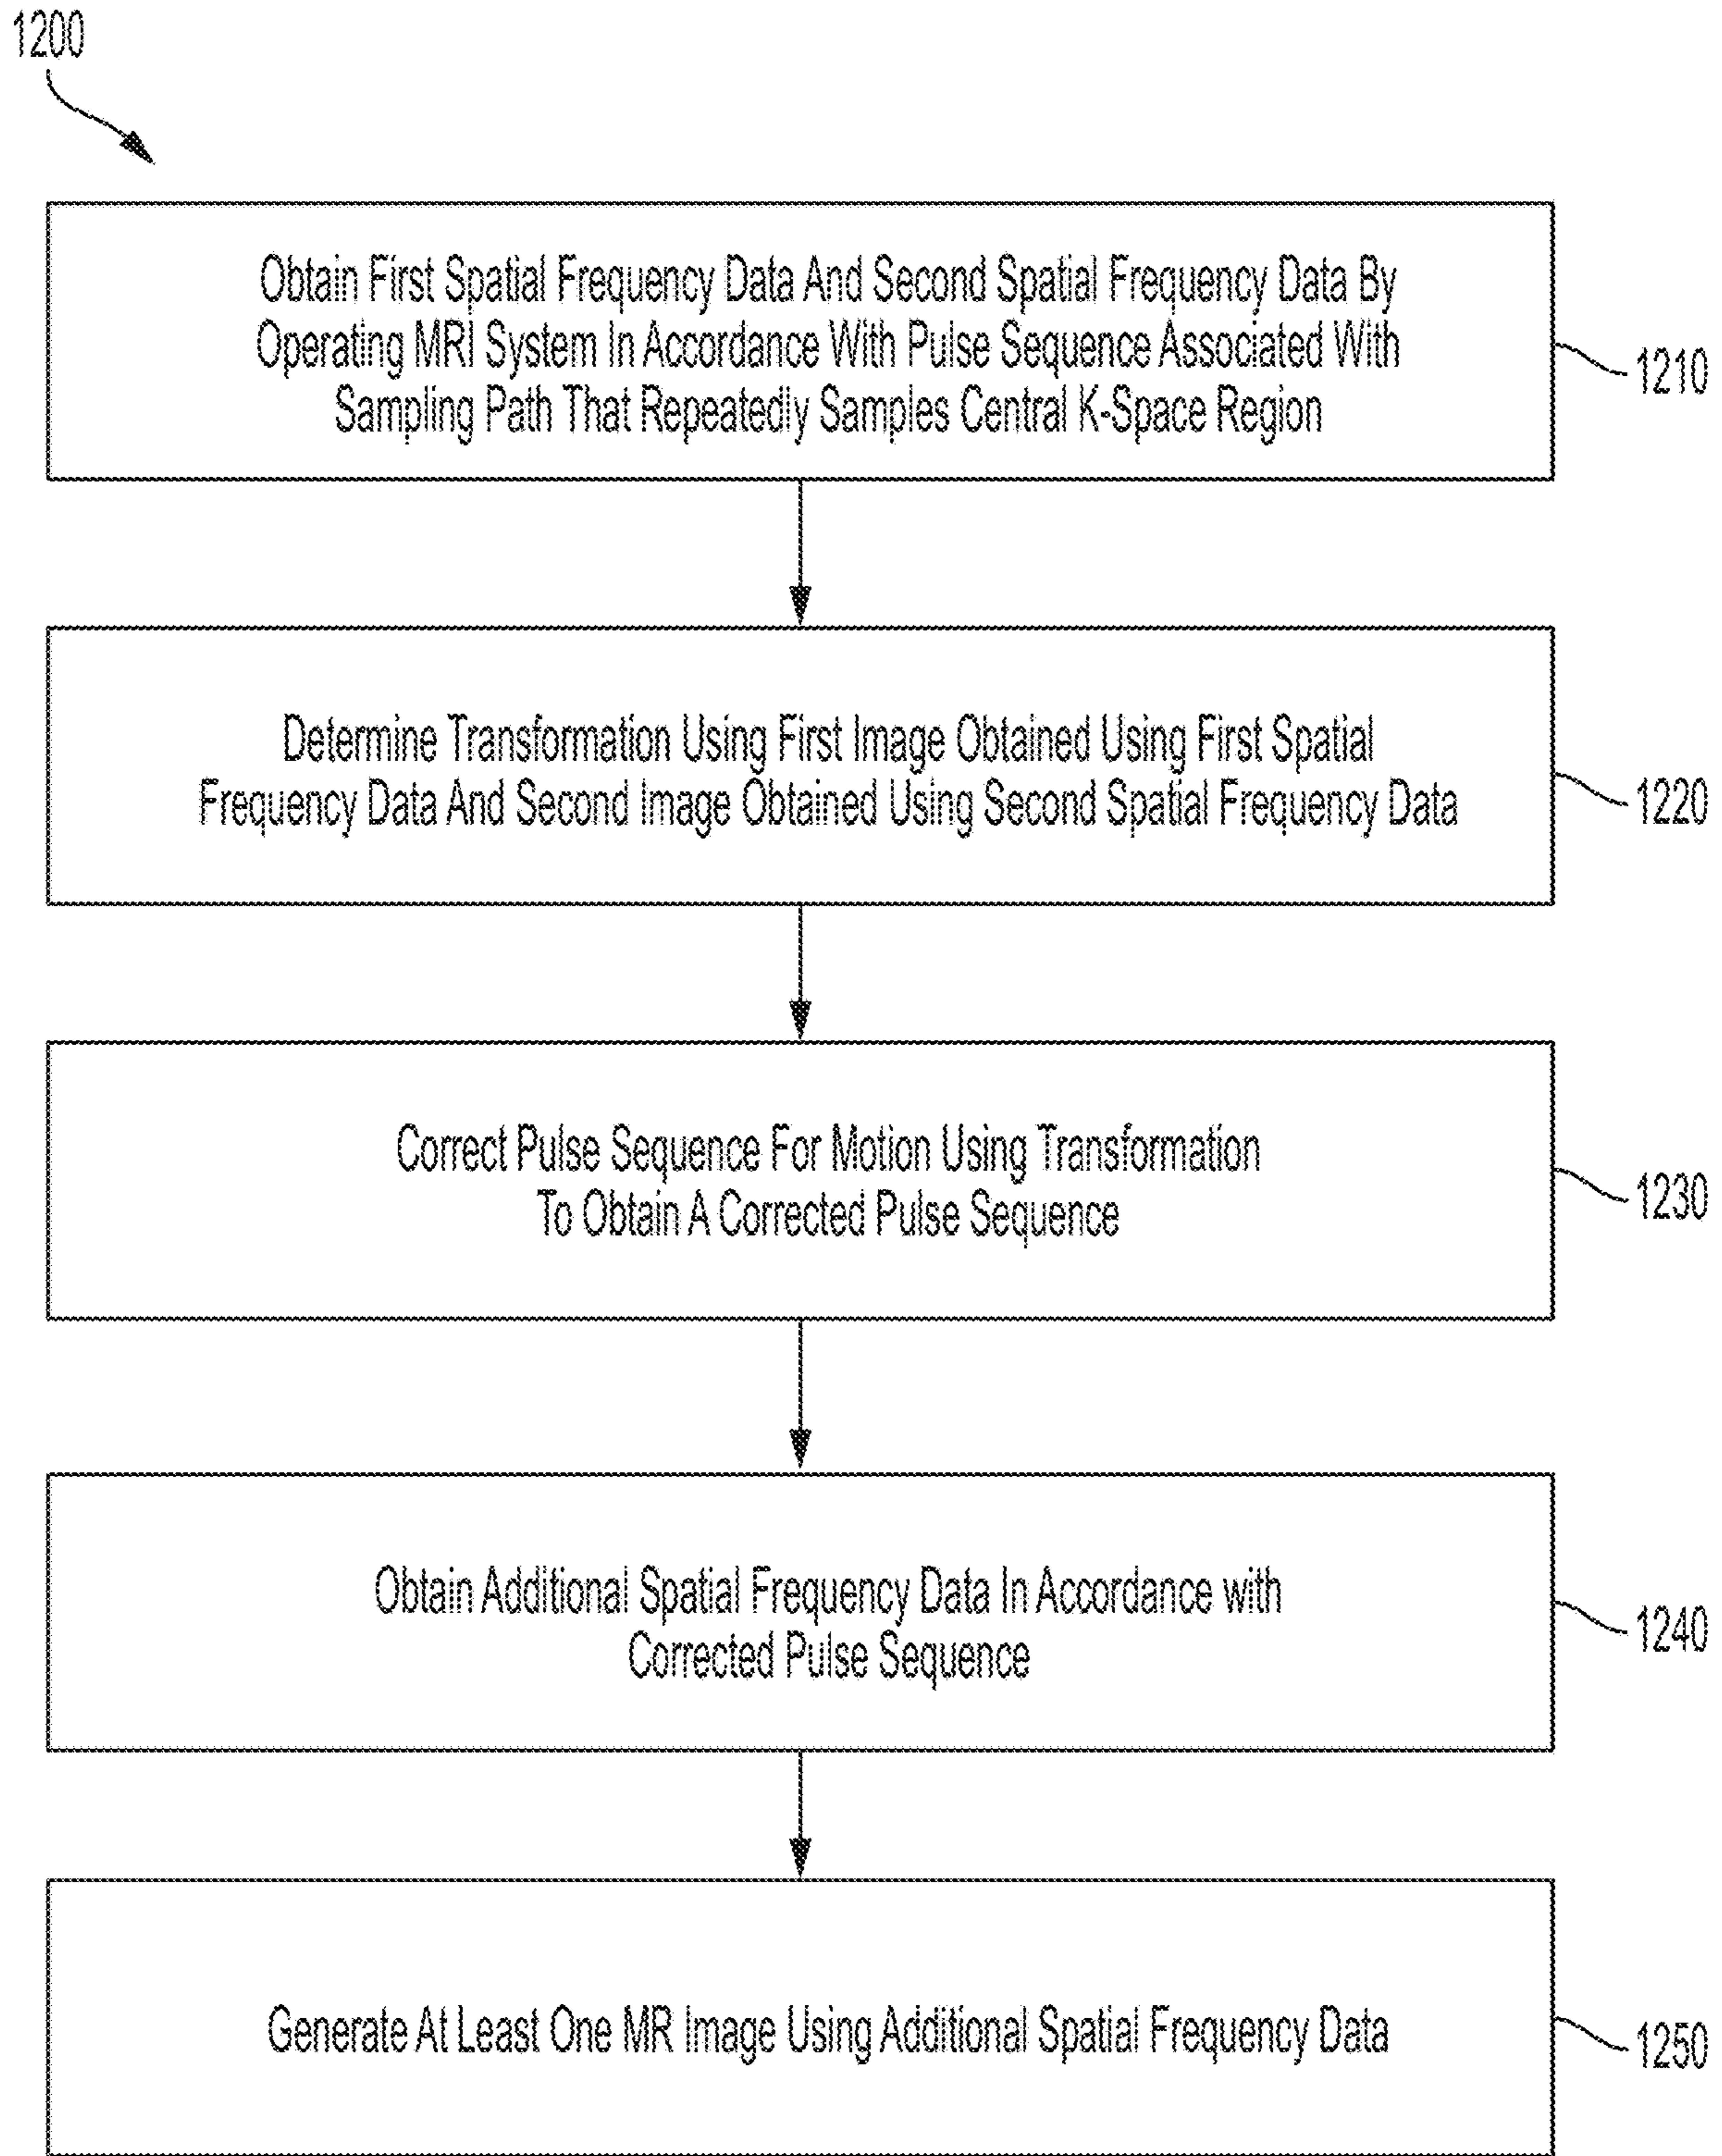 1200
Obtain First Spatial Frequency Data And Second Spatial Frequency Data By
Operating MRI System In Accordance With Pulse Sequence Associated With
Sampling Path That Repeatedly Samples Central K-Space Region
1210
Determine Transformation Using First Image Obtained Using First Spatial
Frequency Data And Second Image Obtained Using Second Spatial Frequency Data
1220
Correct Pulse Sequence For Motion Using Transformation
To Obtain A Corrected Pulse Sequence
1230
Obtain Additional Spatial Frequency Data In Accordance with
Corrected Pulse Sequence
1240
Generate At Least One MR Image Using Additional Spatial Frequency Data
1250